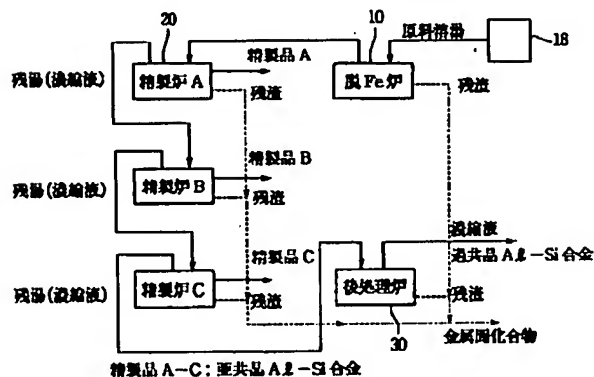 20
10
原料溶湯
18
精製炉A
精製品A
残湯(濃縮液)
残渣
脱Fe炉
残渣
精製炉B
精製品B
残湯(濃縮液)
残渣
精製炉C
精製品C
残湯(濃縮液)
残渣
後処理炉
濃縮液
過共晶Aℓ-Si合金
残渣
30
金属間化合物
精製品A-C:亜共晶Aℓ-Si合金